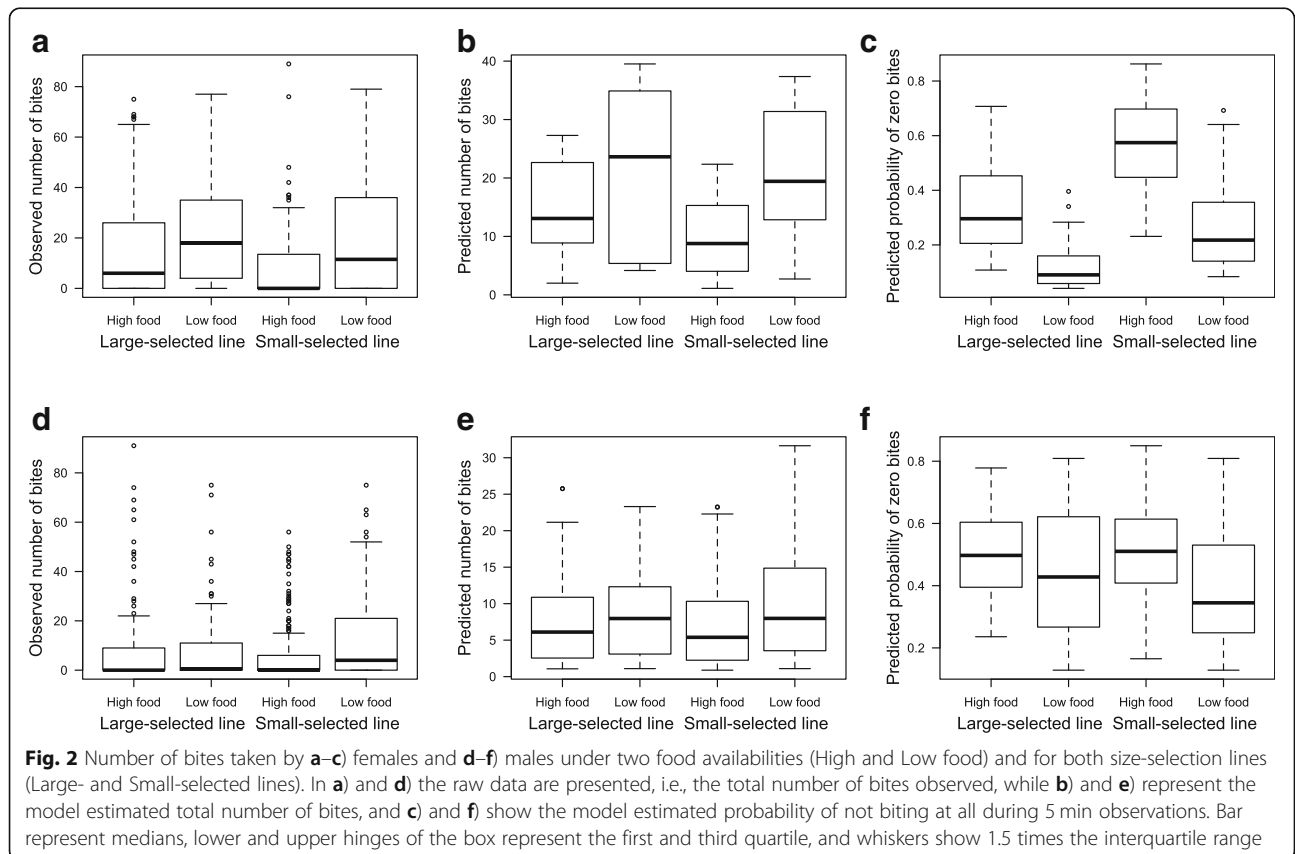 a
Observed number of bites
80
60
40
20
0
High food Low food High food Low food
Large-selected line Small-selected line
b
Predicted number of bites
40
30
20
10
0
High food Low food High food Low food
Large-selected line Small-selected line
c
Predicted probability of zero bites
0.8
0.6
0.4
0.2
High food Low food High food Low food
Large-selected line Small-selected line
d
Observed number of bites
80
60
40
20
0
High food Low food High food Low food
Large-selected line Small-selected line
e
Predicted number of bites
30
25
20
15
10
5
0
High food Low food High food Low food
Large-selected line Small-selected line
f
Predicted probability of zero bites
0.8
0.6
0.4
0.2
High food Low food High food Low food
Large-selected line Small-selected line
Fig. 2 Number of bites taken by a–c) females and d–f) males under two food availabilities (High and Low food) and for both size-selection lines
(Large- and Small-selected lines). In a) and d) the raw data are presented, i.e., the total number of bites observed, while b) and e) represent the
model estimated total number of bites, and c) and f) show the model estimated probability of not biting at all during 5 min observations. Bar
represent medians, lower and upper hinges of the box represent the first and third quartile, and whiskers show 1.5 times the interquartile range